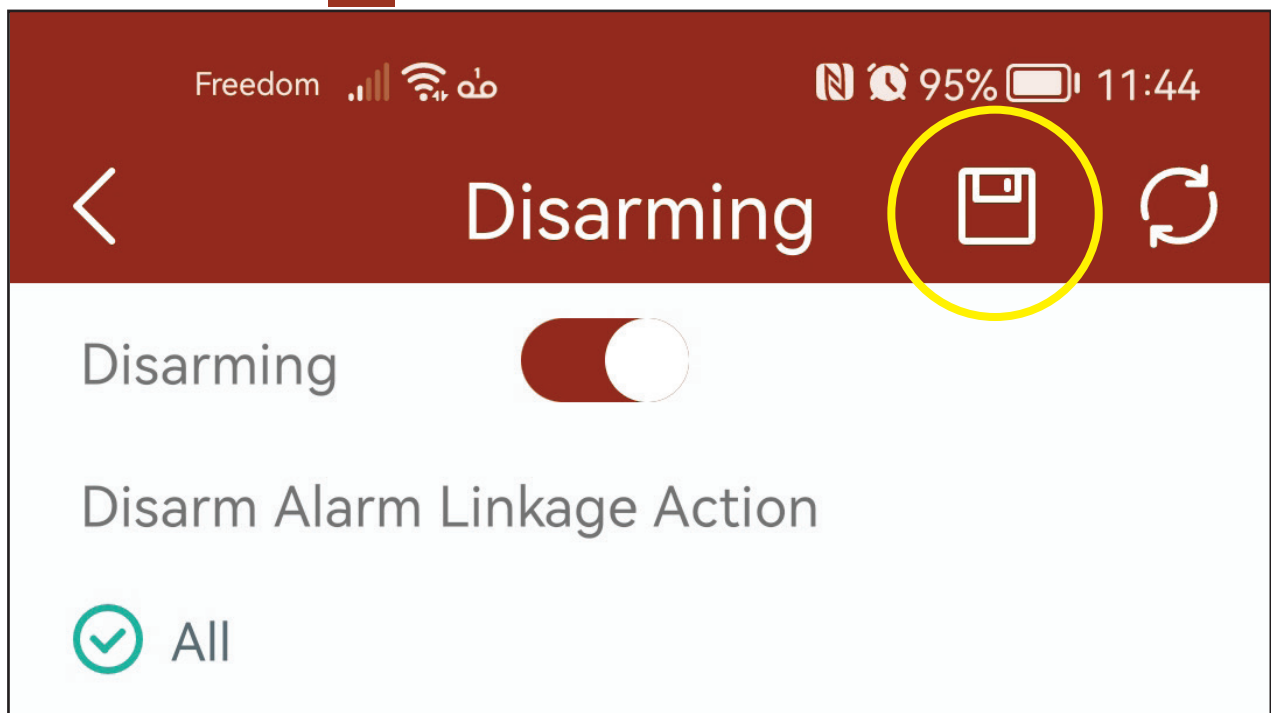 Freedom 95% 11:44
Disarming
Disarming
Disarm Alarm Linkage Action
All